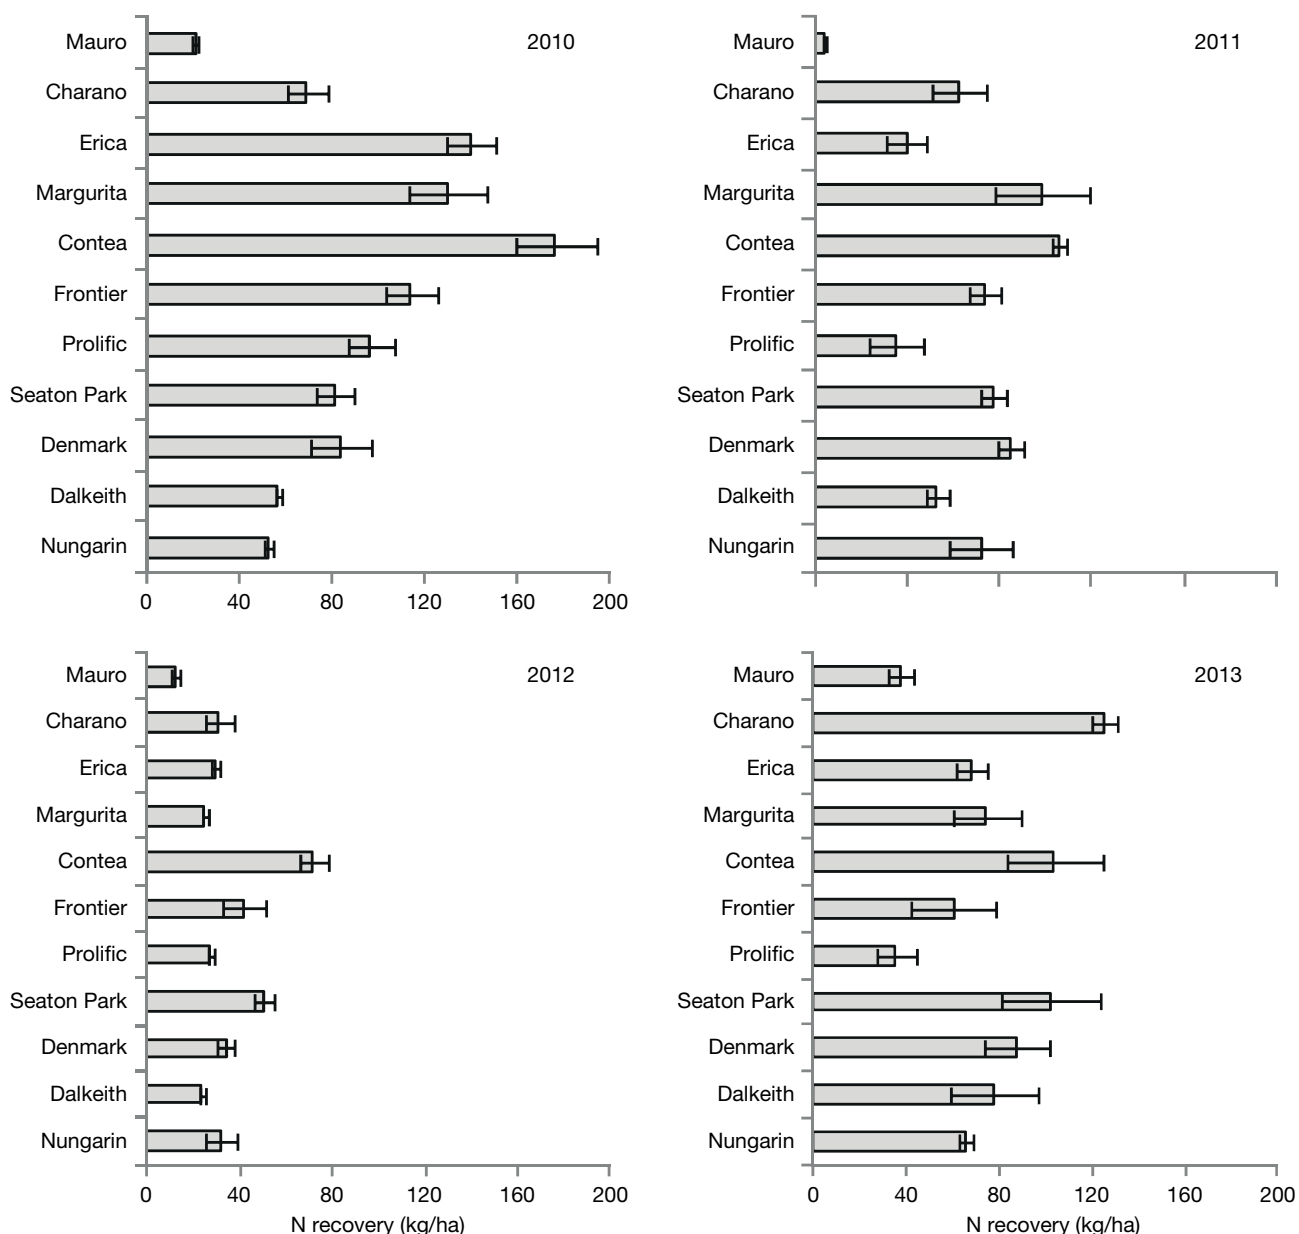 2010
Mauro
Charano
Erica
Margurita
Contea
Frontier
Prolific
Seaton Park
Denmark
Dalkeith
Nungarin
0 40 80 120 160 200
2011
Mauro
Charano
Erica
Margurita
Contea
Frontier
Prolific
Seaton Park
Denmark
Dalkeith
Nungarin
2012
Mauro
Charano
Erica
Margurita
Contea
Frontier
Prolific
Seaton Park
Denmark
Dalkeith
Nungarin
0 40 80 120 160 200
N recovery (kg/ha)
2013
Mauro
Charano
Erica
Margurita
Contea
Frontier
Prolific
Seaton Park
Denmark
Dalkeith
Nungarin
0 40 80 120 160 200
N recovery (kg/ha)